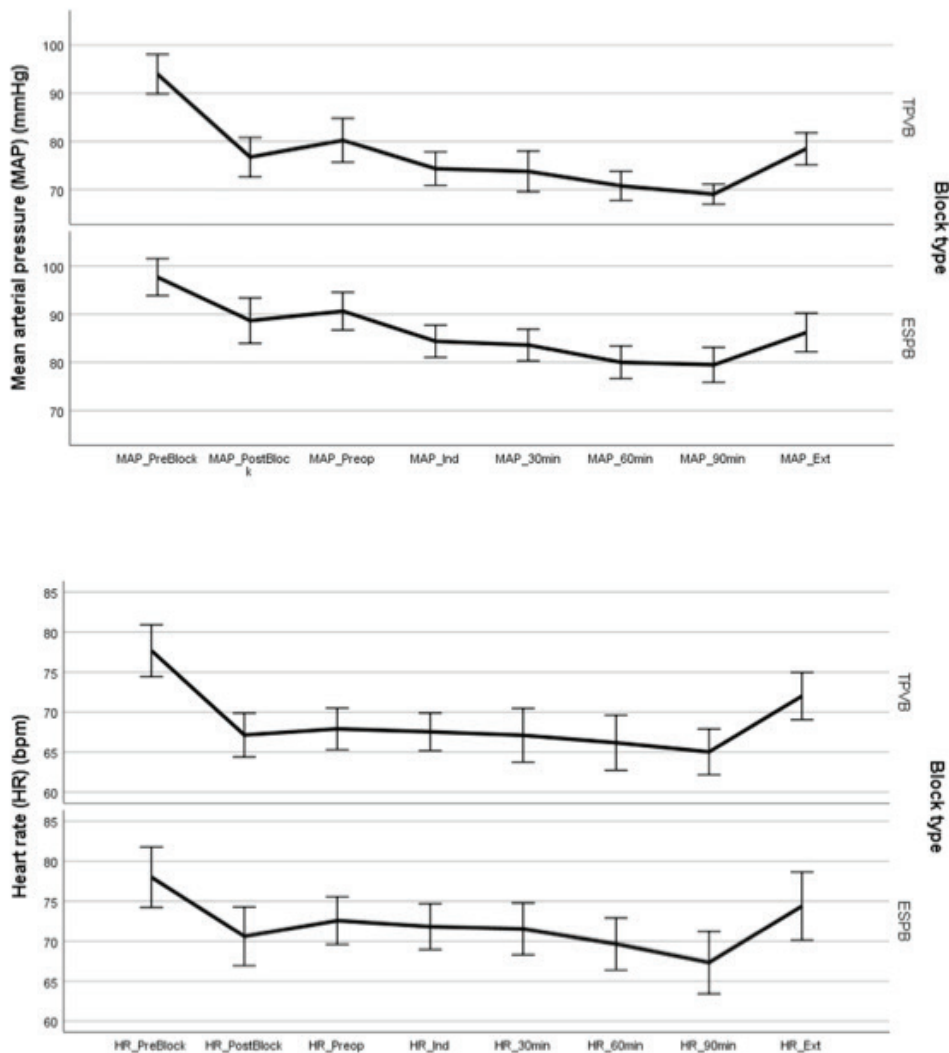 Mean arterial pressure (MAP) (mmHg)
100
90
80
70
TPVB
100
90
80
70
ESPB
Block type
MAP_PreBlock MAP_PostBloc
k MAP_Preop MAP_Ind MAP_30min MAP_60min MAP_90min MAP_Ext
Heart rate (HR) (bpm)
85
80
75
70
65
60
TPVB
85
80
75
70
65
60
ESPB
Block type
HR_PreBlock HR_PostBlock HR_Preop HR_Ind HR_30min HR_60min HR_90min HR_Ext